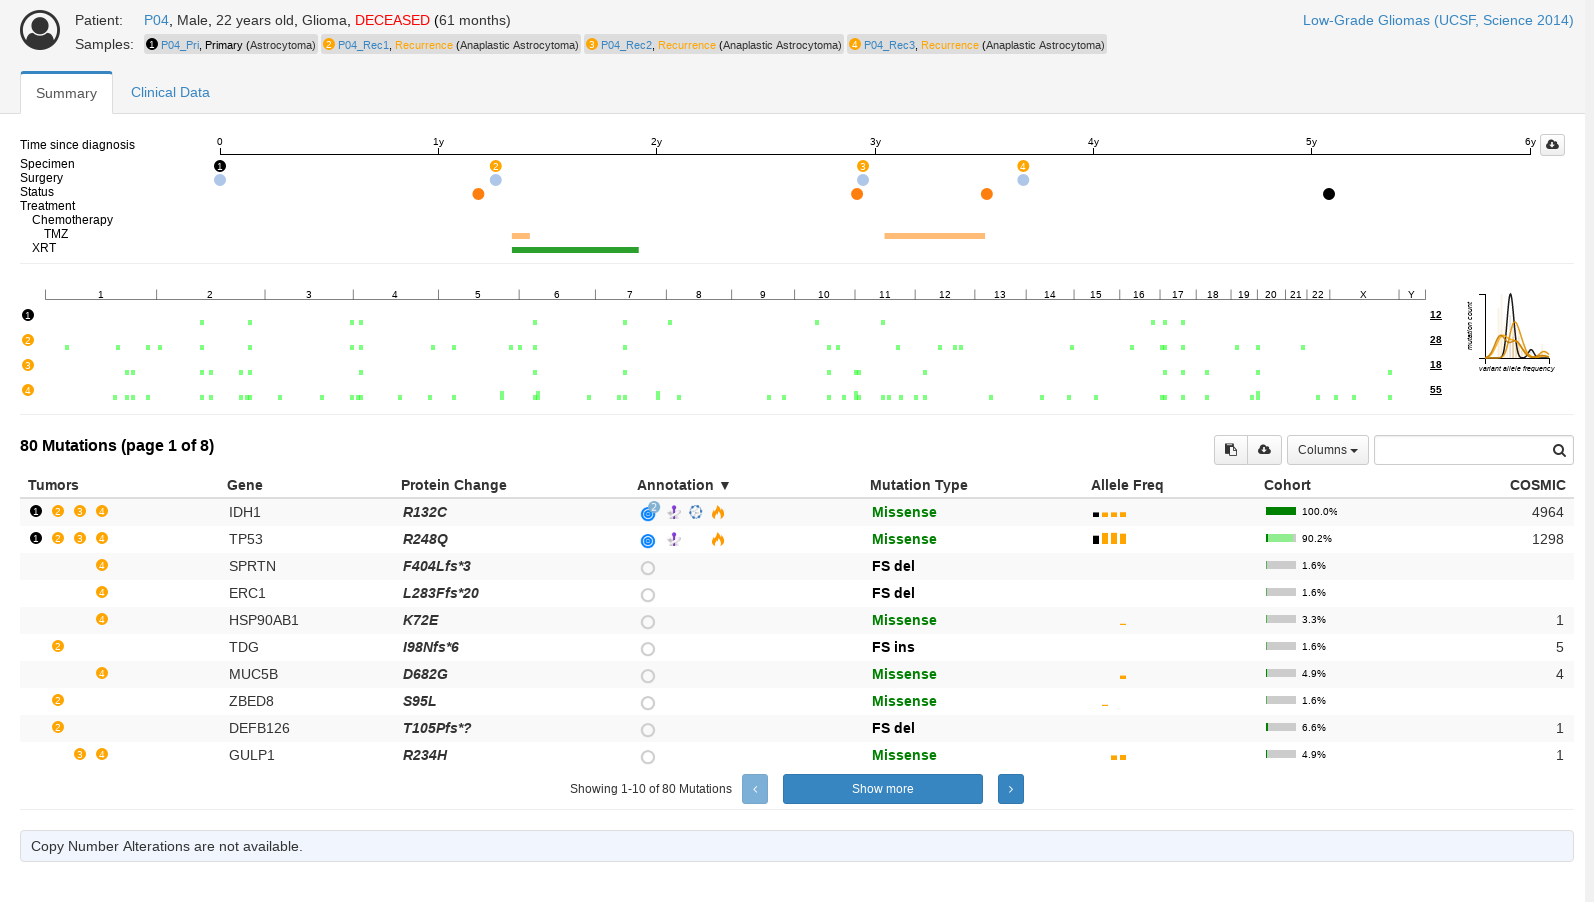 Patient: P04, Male, 22 years old, Glioma, DECEASED (61 months) Low-Grade Gliomas (UCSF, Science 2014)
Samples: 1 P04_Pri, Primary (Astrocytoma) 2 P04_Rec1, Recurrence (Anaplastic Astrocytoma) 3 P04_Rec2, Recurrence (Anaplastic Astrocytoma) 4 P04_Rec3, Recurrence (Anaplastic Astrocytoma)
Summary Clinical Data
Time since diagnosis 0 1y 2y 3y 4y 5y 6y
Specimen 1 2 3 4
Surgery
Status
Treatment
Chemotherapy
TMZ
XRT
1 2 3 4 5 6 7 8 9 10 11 12 13 14 15 16 17 18 19 20 21 22 X Y
1 12
2 28
3 18
4 55
mutation count
variant allele frequency
80 Mutations (page 1 of 8) Columns
Tumors Gene Protein Change Annotation ▼ Mutation Type Allele Freq Cohort COSMIC
1 2 3 4 IDH1 R132C 2 Missense 100.0% 4964
1 2 3 4 TP53 R248Q Missense 90.2% 1298
4 SPRTN F404Lfs*3 FS del 1.6%
4 ERC1 L283Ffs*20 FS del 1.6%
4 HSP90AB1 K72E Missense 3.3% 1
2 TDG I98Nfs*6 FS ins 1.6% 5
4 MUC5B D682G Missense 4.9% 4
2 ZBED8 S95L Missense 1.6%
2 DEFB126 T105Pfs*? FS del 6.6% 1
3 4 GULP1 R234H Missense 4.9% 1
Showing 1-10 of 80 Mutations ‹ Show more ›
Copy Number Alterations are not available.